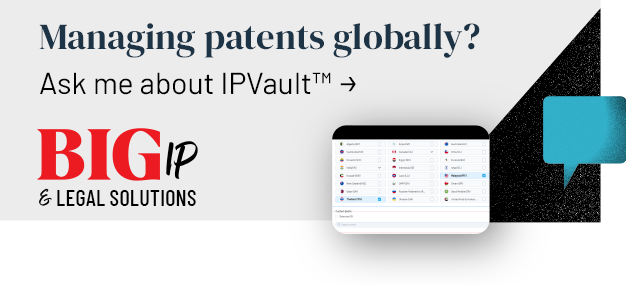 Managing patents globally?
Ask me about IPVault™ →
BIG IP
& LEGAL SOLUTIONS